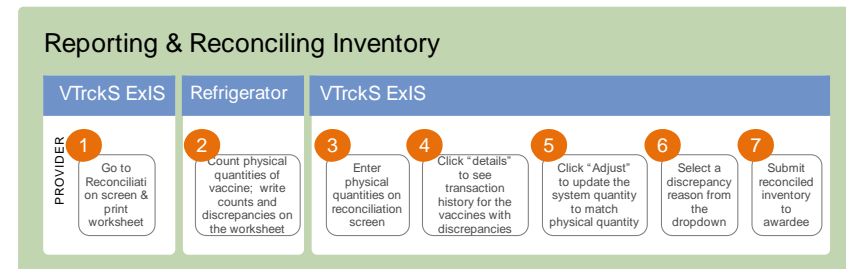 Reporting & Reconciling Inventory
VTrckS ExIS
Refrigerator
VTrckS ExIS
PROVIDER
1
Go to
Reconciliati
on screen &
print
worksheet
2
Count physical
quantities of
vaccine; write
counts and
discrepancies on
the worksheet
3
Enter
physical
quantities on
reconciliation
screen
4
Click “details”
to see
transaction
history for the
vaccines with
discrepancies
5
Click “Adjust”
to update the
system quantity
to match
physical quantity
6
Select a
discrepancy
reason from
the
dropdown
7
Submit
reconciled
inventory
to
awardee